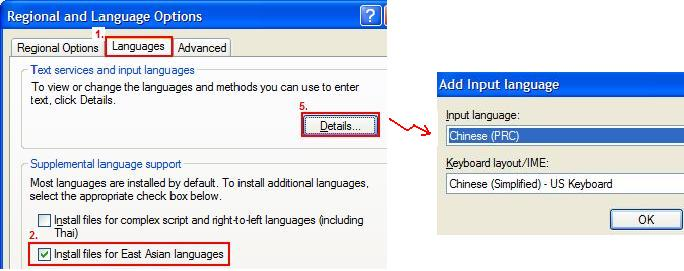 Regional and Language Options
?
1.
Regional Options
Languages
Advanced
Text services and input languages
To view or change the languages and methods you can use to enter
text, click Details.
5.
Details...
Supplemental language support
Most languages are installed by default. To install additional languages,
select the appropriate check box below.
Install files for complex script and right-to-left languages (including
Thai)
2.
Install files for East Asian languages
Add Input language
Input language:
Chinese (PRC)
Keyboard layout/IME:
Chinese (Simplified) - US Keyboard
OK